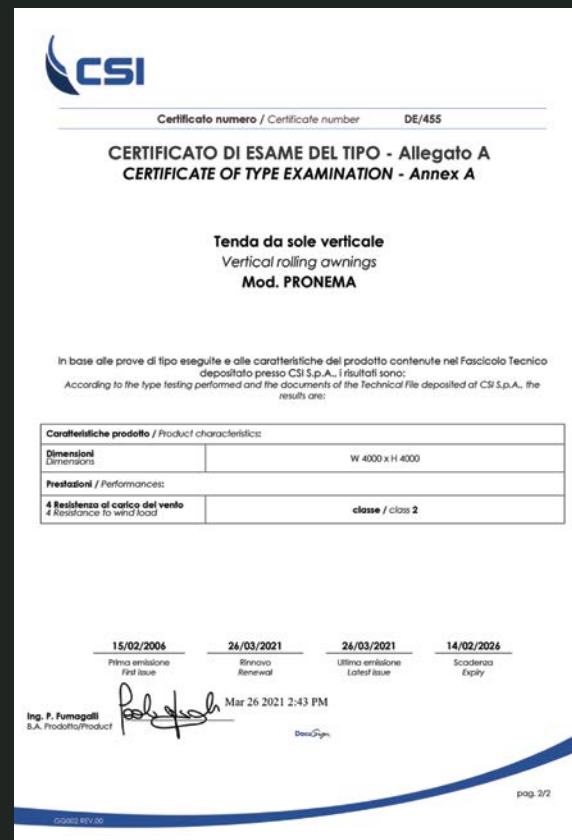 CSI
Certificato numero / Certificate number DE/455
CERTIFICATO DI ESAME DEL TIPO - Allegato A
CERTIFICATE OF TYPE EXAMINATION - Annex A
Tenda da sole verticale
Vertical rolling awnings
Mod. PRONEMA
In base alle prove di tipo eseguite e alle caratteristiche del prodotto contenute nel Fascicolo Tecnico
depositato presso CSI S.p.A., i risultati sono:
According to the type testing performed and the documents of the Technical File deposited at CSI S.p.A., the
results are:
Caratteristiche prodotto / Product characteristics:
Dimensioni
Dimensions
W 4000 x H 4000
Prestazioni / Performances:
4 Resistenza al carico del vento
4 Resistance to wind load
classe / class 2
15/02/2006 26/03/2021 26/03/2021 14/02/2026
Prima emissione Rinnovo Ultima emissione Scadenza
First issue Renewal Latest issue Expiry
Mar 26 2021 2:43 PM
Ing. P. Fumagalli
B.A. Prodotto/Product
DocuSign
pag. 2/2
GQ002 REV.00